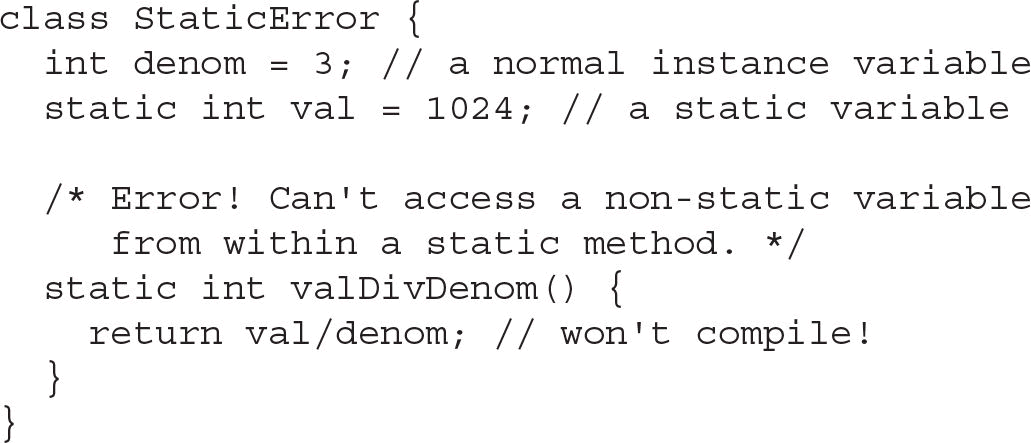 class StaticError {
  int denom = 3; // a normal instance variable
  static int val = 1024; // a static variable

  /* Error! Can't access a non-static variable
     from within a static method. */
  static int valDivDenom() {
    return val/denom; // won't compile!
  }
}